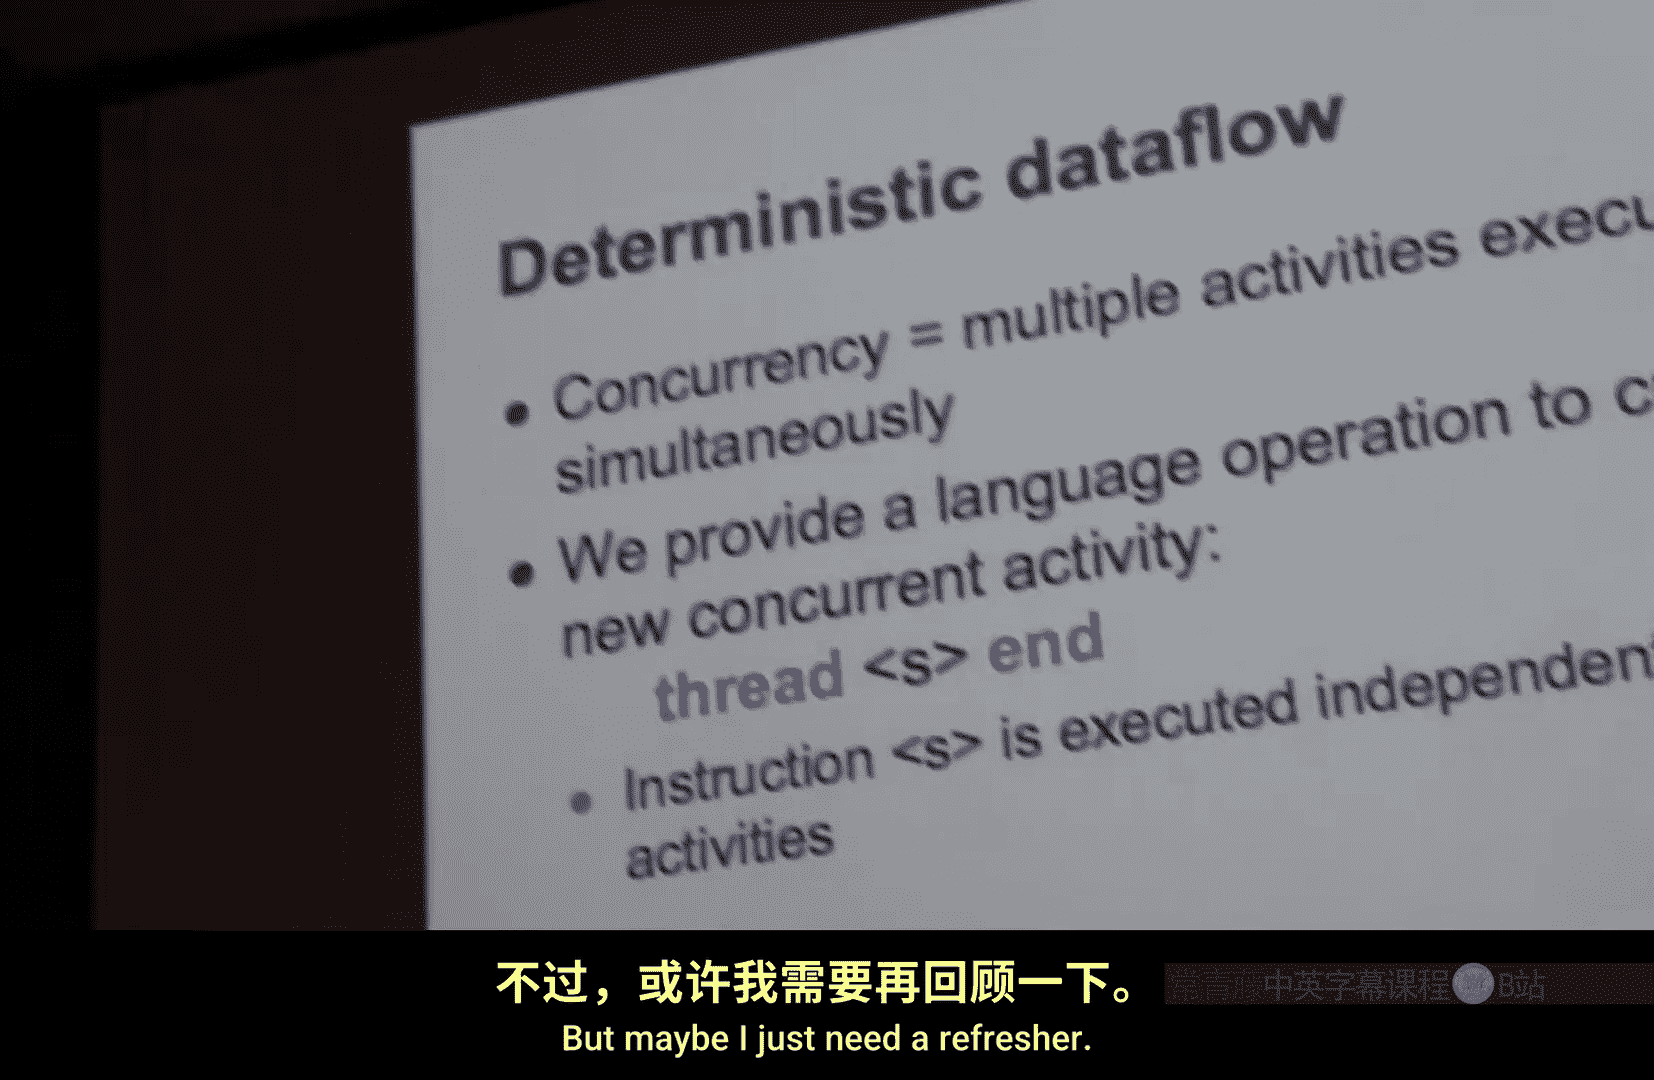 Deterministic dataflow
• Concurrency = multiple activities
simultaneously
• We provide a language operation to
new concurrent activity:
thread <s> end
• Instruction <s> is executed
activities
不过，或许我需要再回顾一下。
中英字幕课程 B站
But maybe I just need a refresher.